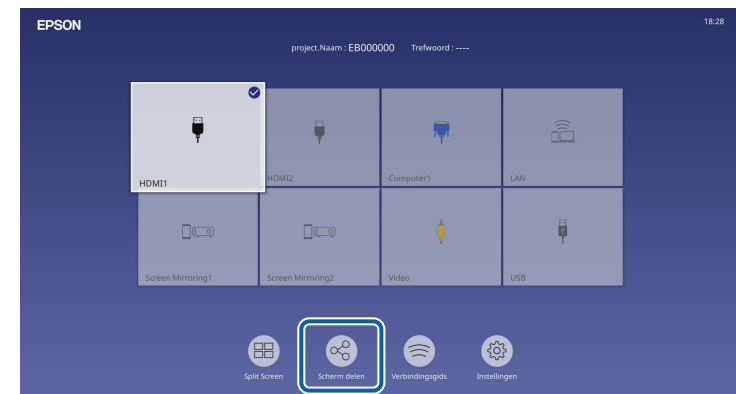 EPSON
18:28
project.Naam : EB000000 Trefwoord : ----
HDMI1
HDMI2
Computer1
LAN
Screen Mirroring1
Screen Mirroring2
Video
USB
Split Screen
Scherm delen
Verbindingsgids
Instellingen